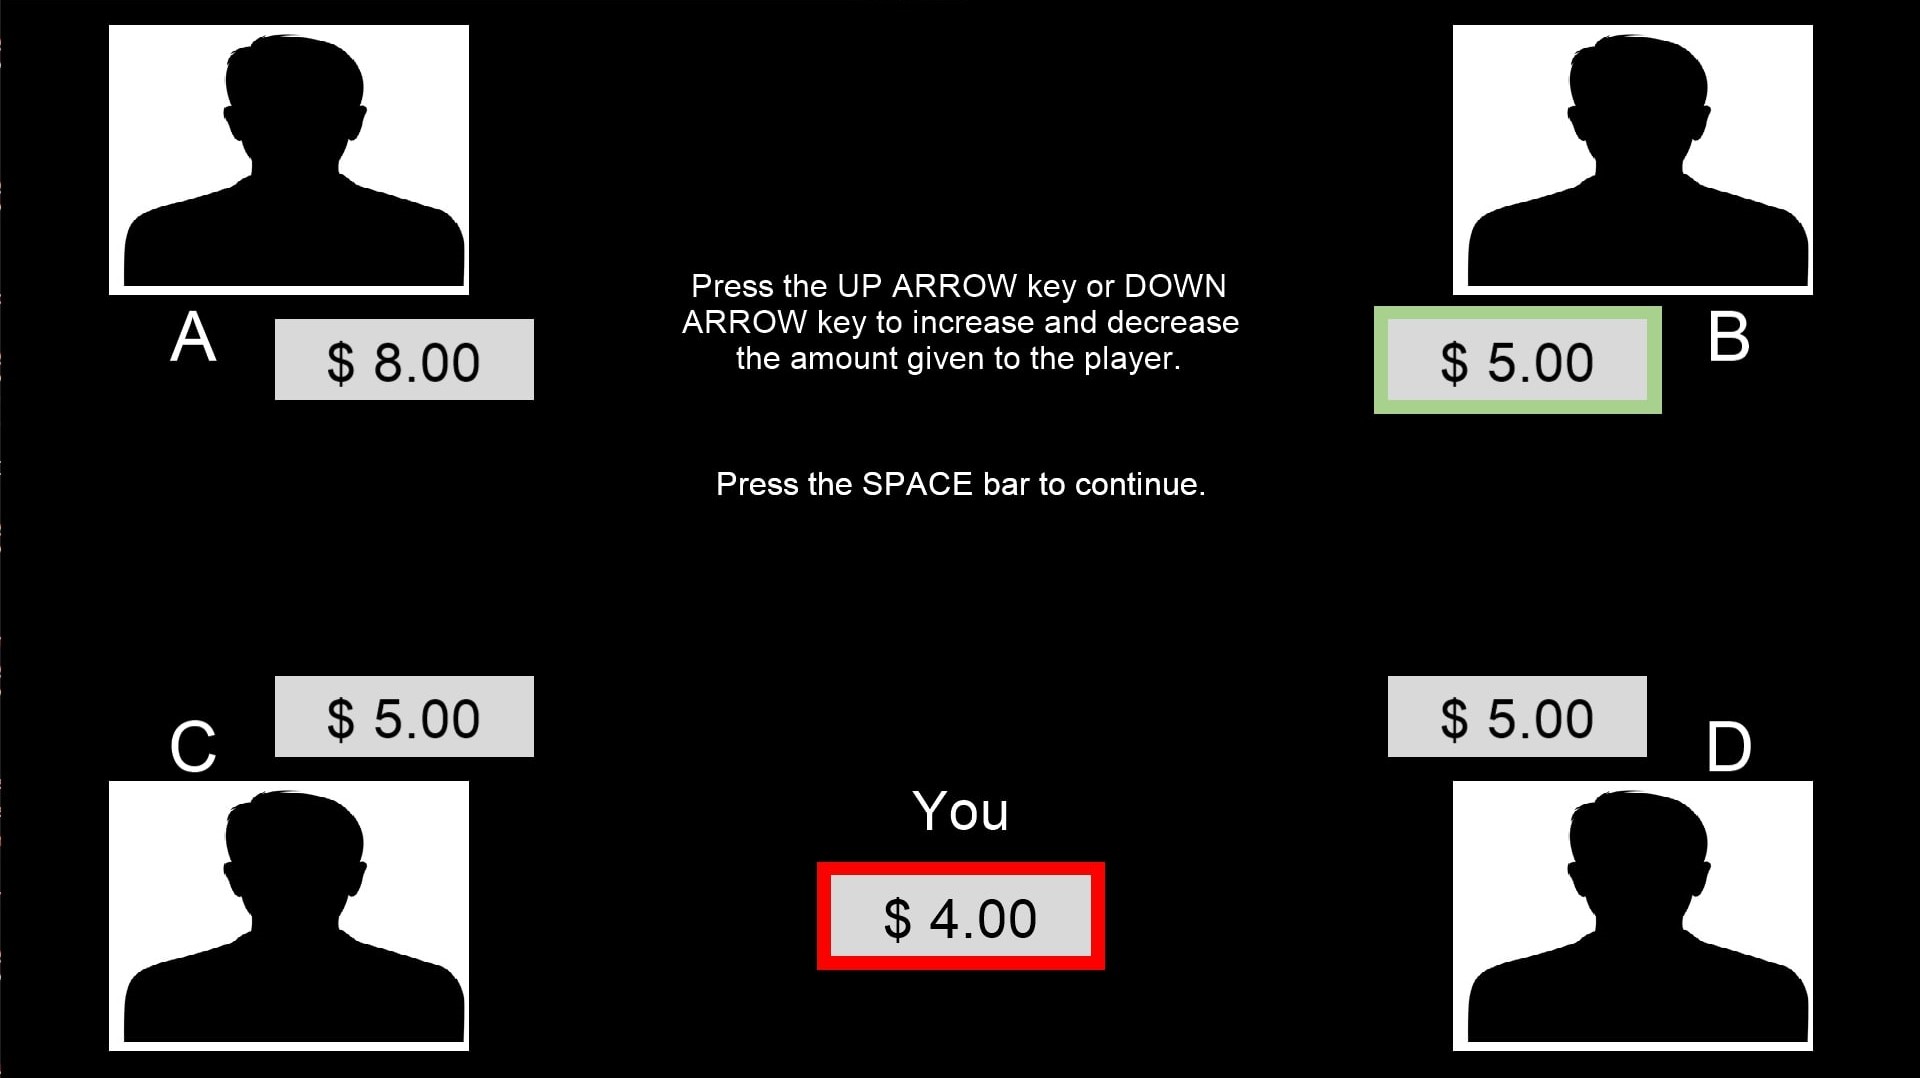 A
$ 8.00
Press the UP ARROW key or DOWN
ARROW key to increase and decrease
the amount given to the player.
$ 5.00
B
Press the SPACE bar to continue.
C
$ 5.00
$ 5.00
D
You
$ 4.00